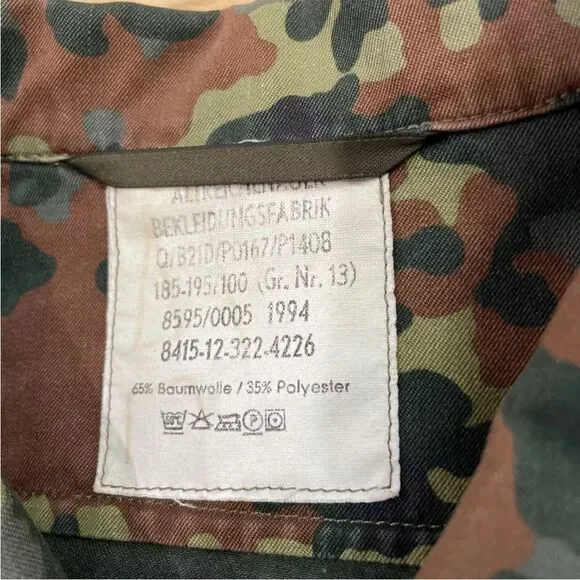 BEKLEIDUNGSFABRIK
Q/B21D/P0167/P1408
185-195/100 (Gr. Nr. 13)
8595/0005 1994
8415-12-322-4226
65% Baumwolle / 35% Polyester